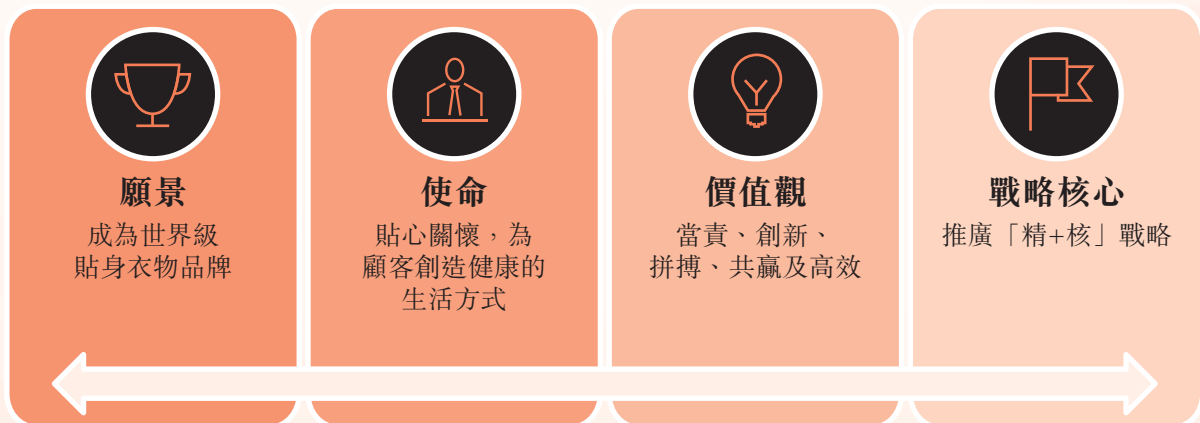 願景
成為世界級
貼身衣物品牌
使命
貼心關懷，為
顧客創造健康的
生活方式
價值觀
當責、創新、
拼搏、共贏及高效
戰略核心
推廣「精+核」戰略